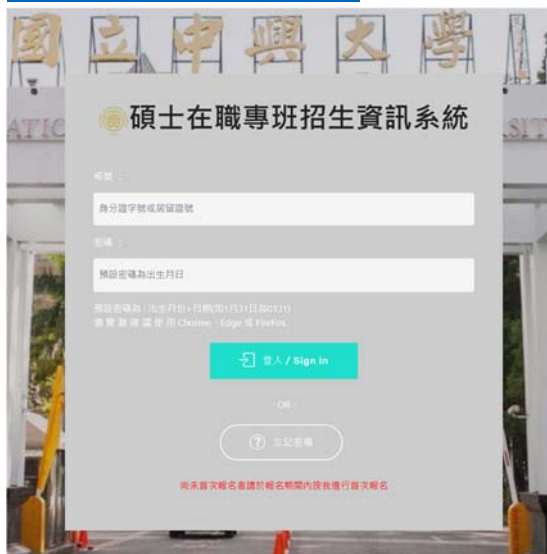 國立中興大學
碩士在職專班招生資訊系統
帳號 :
身分證字號或居留證號
密碼 :
預設密碼為出生月日
預設密碼為 : 出生月份+日期(如1月31日為0131)
瀏覽器建議使用 Chorme、Edge 或 FireFox.
登入 / Sign In
- OR -
忘記密碼
尚未首次報名者請於報名期間內按我進行首次報名